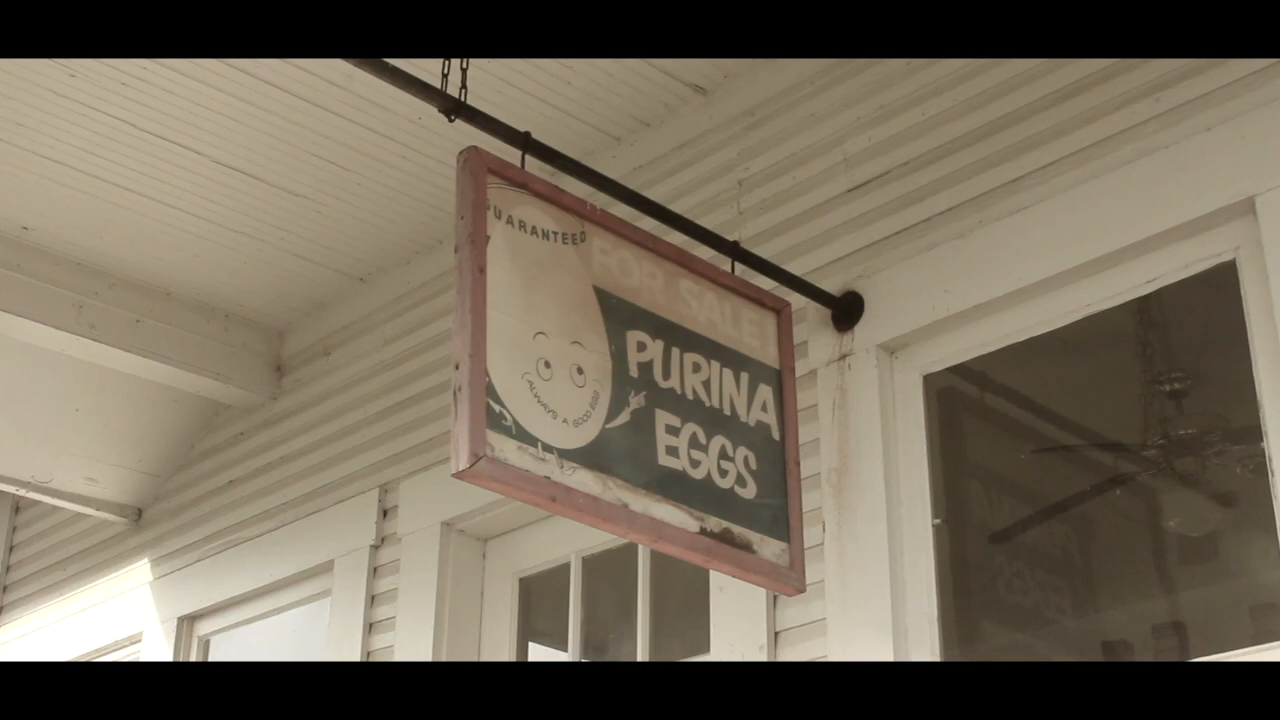 GUARANTEED
FOR SALE!
PURINA
EGGS
ALWAYS A GOOD EGG